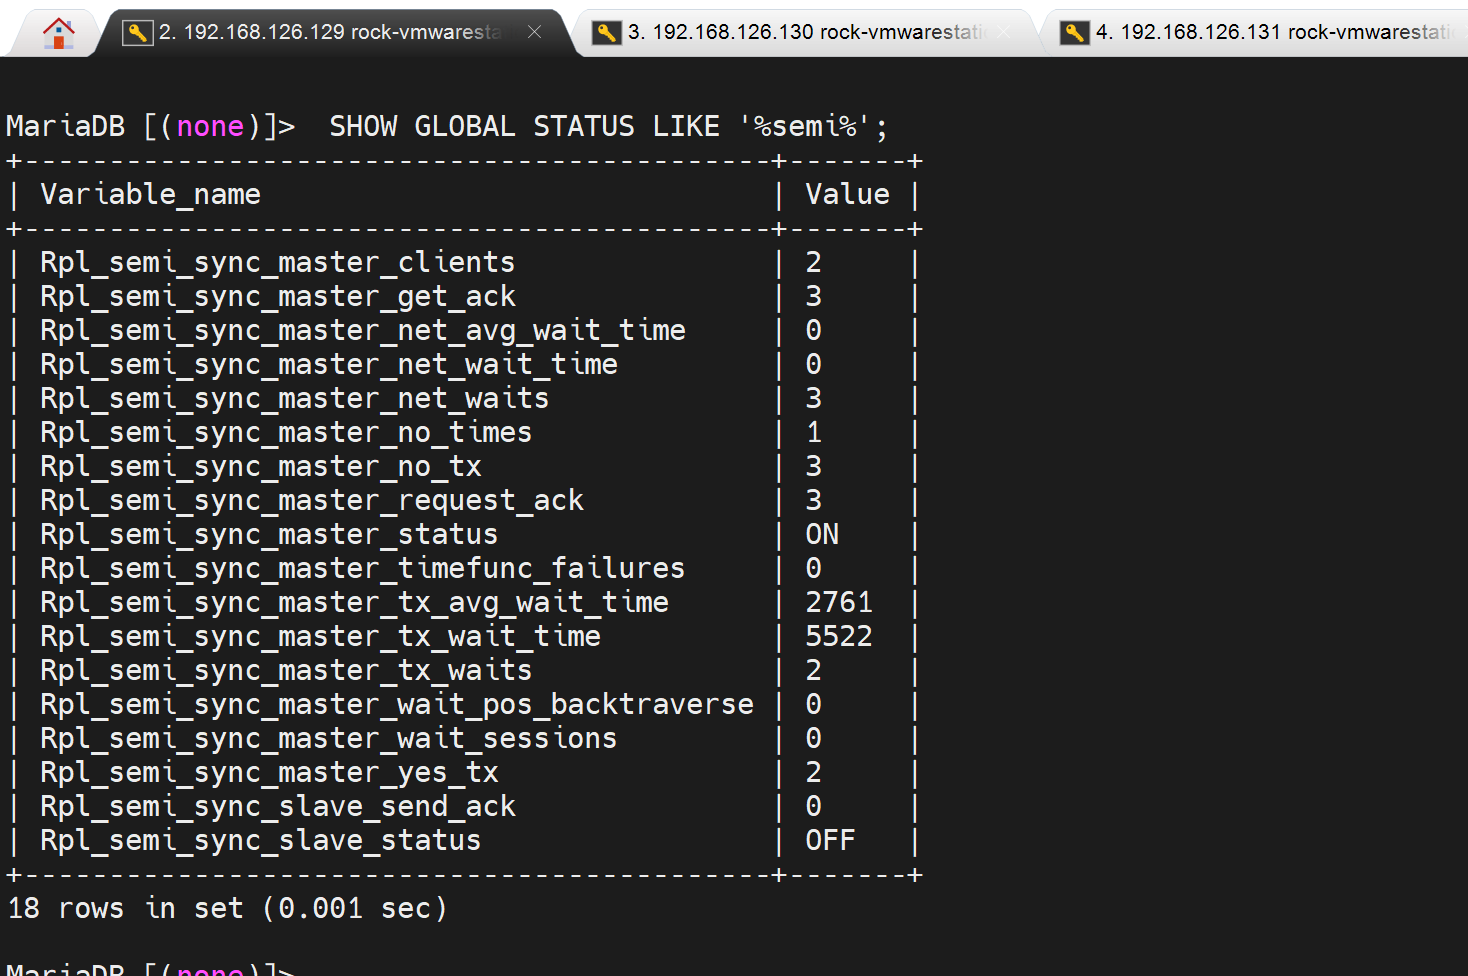 2. 192.168.126.129 rock-vmwaresta
3. 192.168.126.130 rock-vmwarestati
4. 192.168.126.131 rock-vmwarestati
MariaDB [(none)]>  SHOW GLOBAL STATUS LIKE '%semi%';
+--------------------------------------------+-------+
| Variable_name                              | Value |
+--------------------------------------------+-------+
| Rpl_semi_sync_master_clients               | 2     |
| Rpl_semi_sync_master_get_ack               | 3     |
| Rpl_semi_sync_master_net_avg_wait_time     | 0     |
| Rpl_semi_sync_master_net_wait_time         | 0     |
| Rpl_semi_sync_master_net_waits             | 3     |
| Rpl_semi_sync_master_no_times              | 1     |
| Rpl_semi_sync_master_no_tx                 | 3     |
| Rpl_semi_sync_master_request_ack           | 3     |
| Rpl_semi_sync_master_status                | ON    |
| Rpl_semi_sync_master_timefunc_failures     | 0     |
| Rpl_semi_sync_master_tx_avg_wait_time      | 2761  |
| Rpl_semi_sync_master_tx_wait_time          | 5522  |
| Rpl_semi_sync_master_tx_waits              | 2     |
| Rpl_semi_sync_master_wait_pos_backtraverse | 0     |
| Rpl_semi_sync_master_wait_sessions         | 0     |
| Rpl_semi_sync_master_yes_tx                | 2     |
| Rpl_semi_sync_slave_send_ack               | 0     |
| Rpl_semi_sync_slave_status                 | OFF   |
+--------------------------------------------+-------+
18 rows in set (0.001 sec)
MariaDB [(none)]>